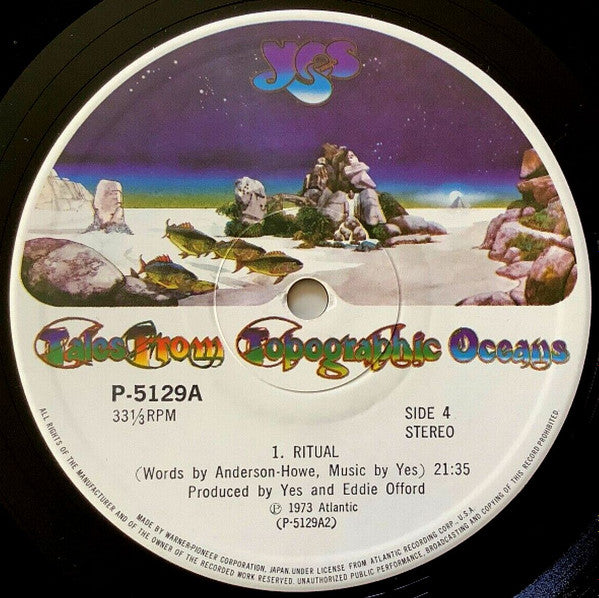 yes
Tales From Topographic Oceans
P-5129A
33⅓RPM
SIDE 4
STEREO
1. RITUAL
(Words by Anderson-Howe, Music by Yes) 21:35
Produced by Yes and Eddie Offord
Ⓟ 1973 Atlantic
(P-5129A2)
ALL RIGHTS OF THE MANUFACTURER AND OF THE OWNER OF THE RECORDED WORK RESERVED. UNAUTHORIZED PUBLIC PERFORMANCE, BROADCASTING AND COPYING OF THIS RECORD PROHIBITED.
MADE BY WARNER-PIONEER CORPORATION, JAPAN. UNDER LICENSE FROM ATLANTIC RECORDING CORP., U.S.A.